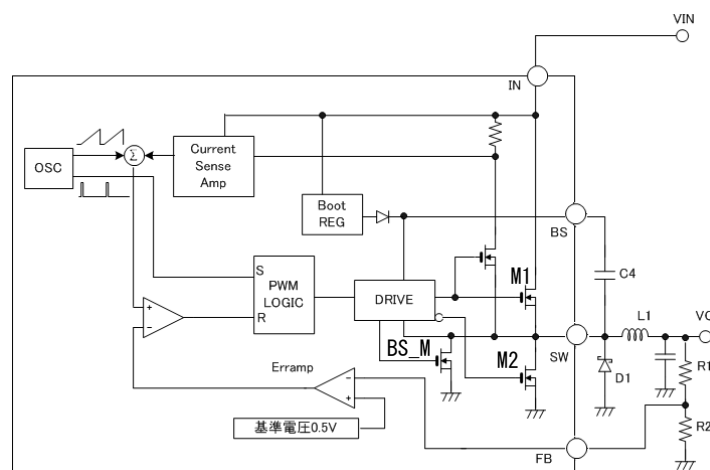 VIN
IN
OSC
Σ
Current
Sense
Amp
Boot
REG
BS
C4
S
R
PWM
LOGIC
DRIVE
M1
L1
VO
BS_M
M2
SW
D1
R1
Erramp
+
−
−
+
基準電圧0.5V
FB
R2